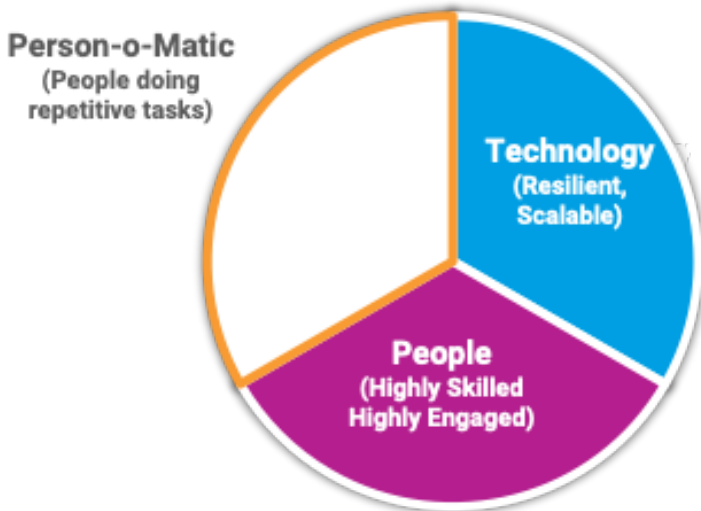 Person-o-Matic
(People doing
repetitive tasks)
Technology
(Resilient,
Scalable)
People
(Highly Skilled
Highly Engaged)